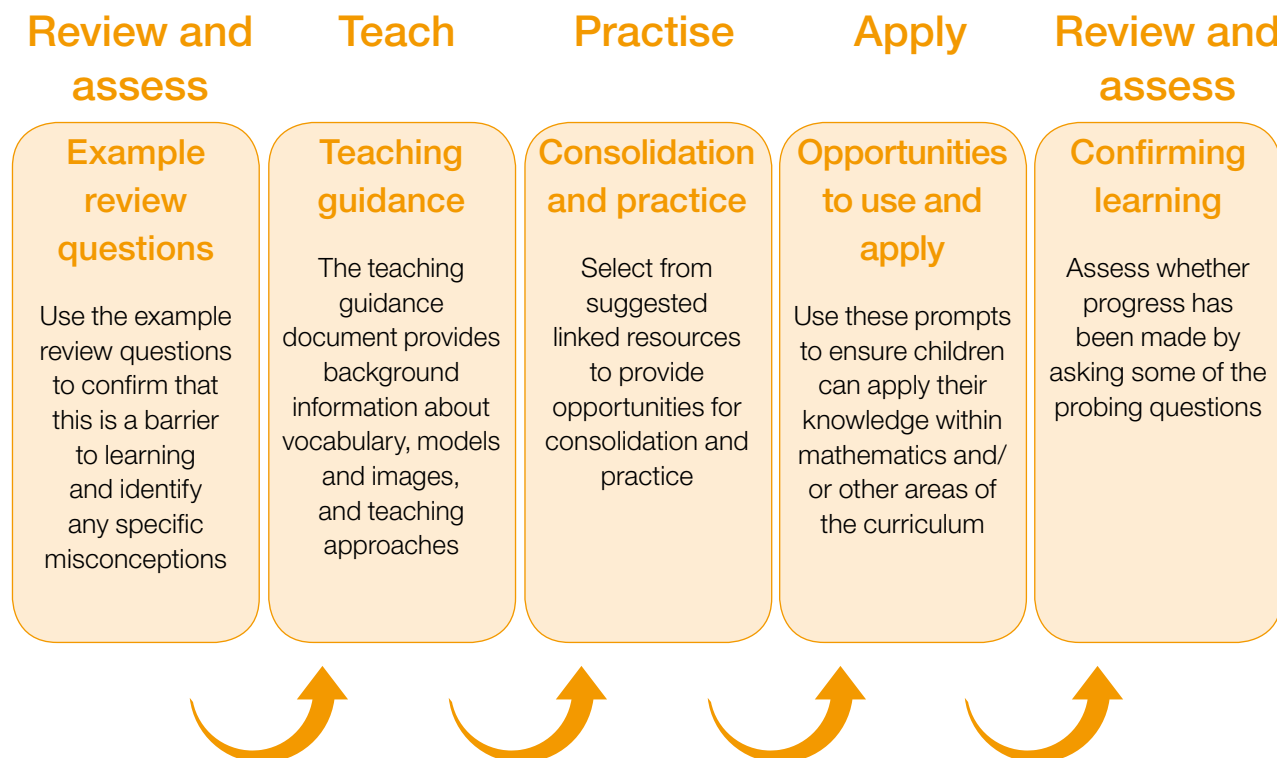 Review and
assess
Teach
Practise
Apply
Review and
assess
Example
review
questions
Use the example
review questions
to confirm that
this is a barrier
to learning
and identify
any specific
misconceptions
Teaching
guidance
The teaching
guidance
document provides
background
information about
vocabulary, models
and images,
and teaching
approaches
Consolidation
and practice
Select from
suggested
linked resources
to provide
opportunities for
consolidation and
practice
Opportunities
to use and
apply
Use these prompts
to ensure children
can apply their
knowledge within
mathematics and/
or other areas of
the curriculum
Confirming
learning
Assess whether
progress has
been made by
asking some of the
probing questions